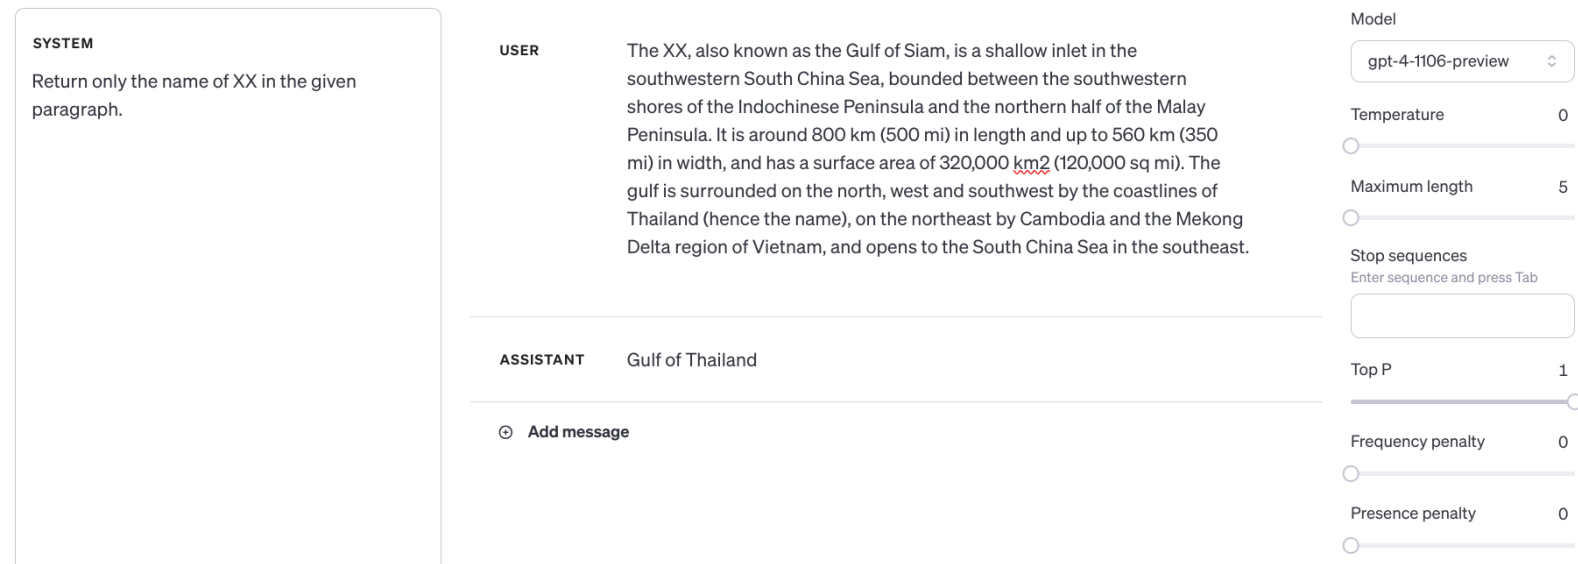 SYSTEM
Return only the name of XX in the given
paragraph.
USER
The XX, also known as the Gulf of Siam, is a shallow inlet in the
southwestern South China Sea, bounded between the southwestern
shores of the Indochinese Peninsula and the northern half of the Malay
Peninsula. It is around 800 km (500 mi) in length and up to 560 km (350
mi) in width, and has a surface area of 320,000 km2 (120,000 sq mi). The
gulf is surrounded on the north, west and southwest by the coastlines of
Thailand (hence the name), on the northeast by Cambodia and the Mekong
Delta region of Vietnam, and opens to the South China Sea in the southeast.
ASSISTANT
Gulf of Thailand
Add message
Model
gpt-4-1106-preview
Temperature 0
Maximum length 5
Stop sequences
Enter sequence and press Tab
Top P 1
Frequency penalty 0
Presence penalty 0